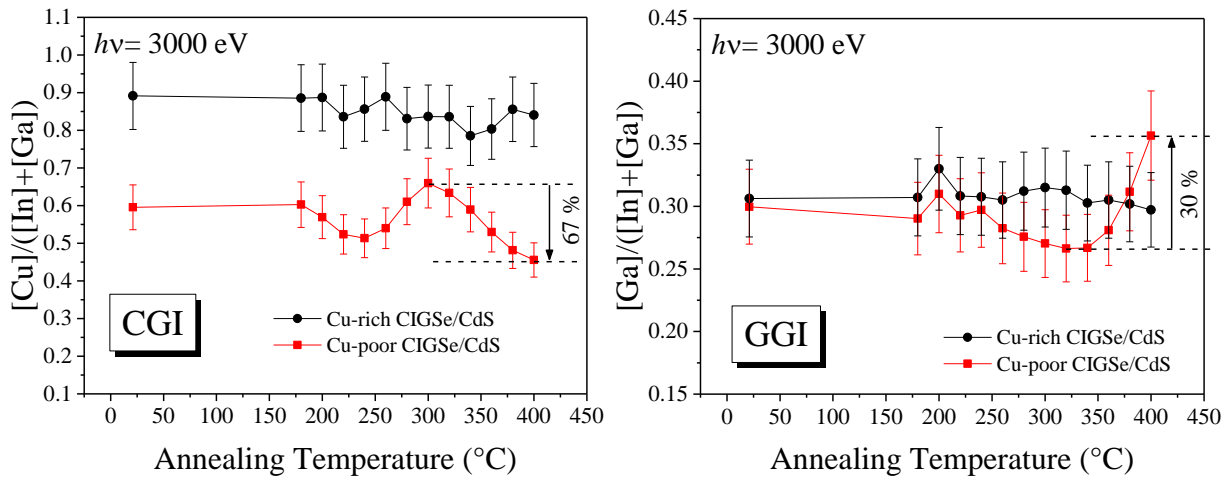 hν= 3000 eV
[Cu]/([In]+[Ga])
1.1
1.0
0.9
0.8
0.7
0.6
0.5
0.4
0.3
0.2
0.1
67 %
CGI
Cu-rich CIGSe/CdS
Cu-poor CIGSe/CdS
0 50 100 150 200 250 300 350 400 450
Annealing Temperature (°C)
hν= 3000 eV
[Ga]/([In]+[Ga])
0.45
0.40
0.35
0.30
0.25
0.20
0.15
30 %
GGI
Cu-rich CIGSe/CdS
Cu-poor CIGSe/CdS
0 50 100 150 200 250 300 350 400 450
Annealing Temperature (°C)